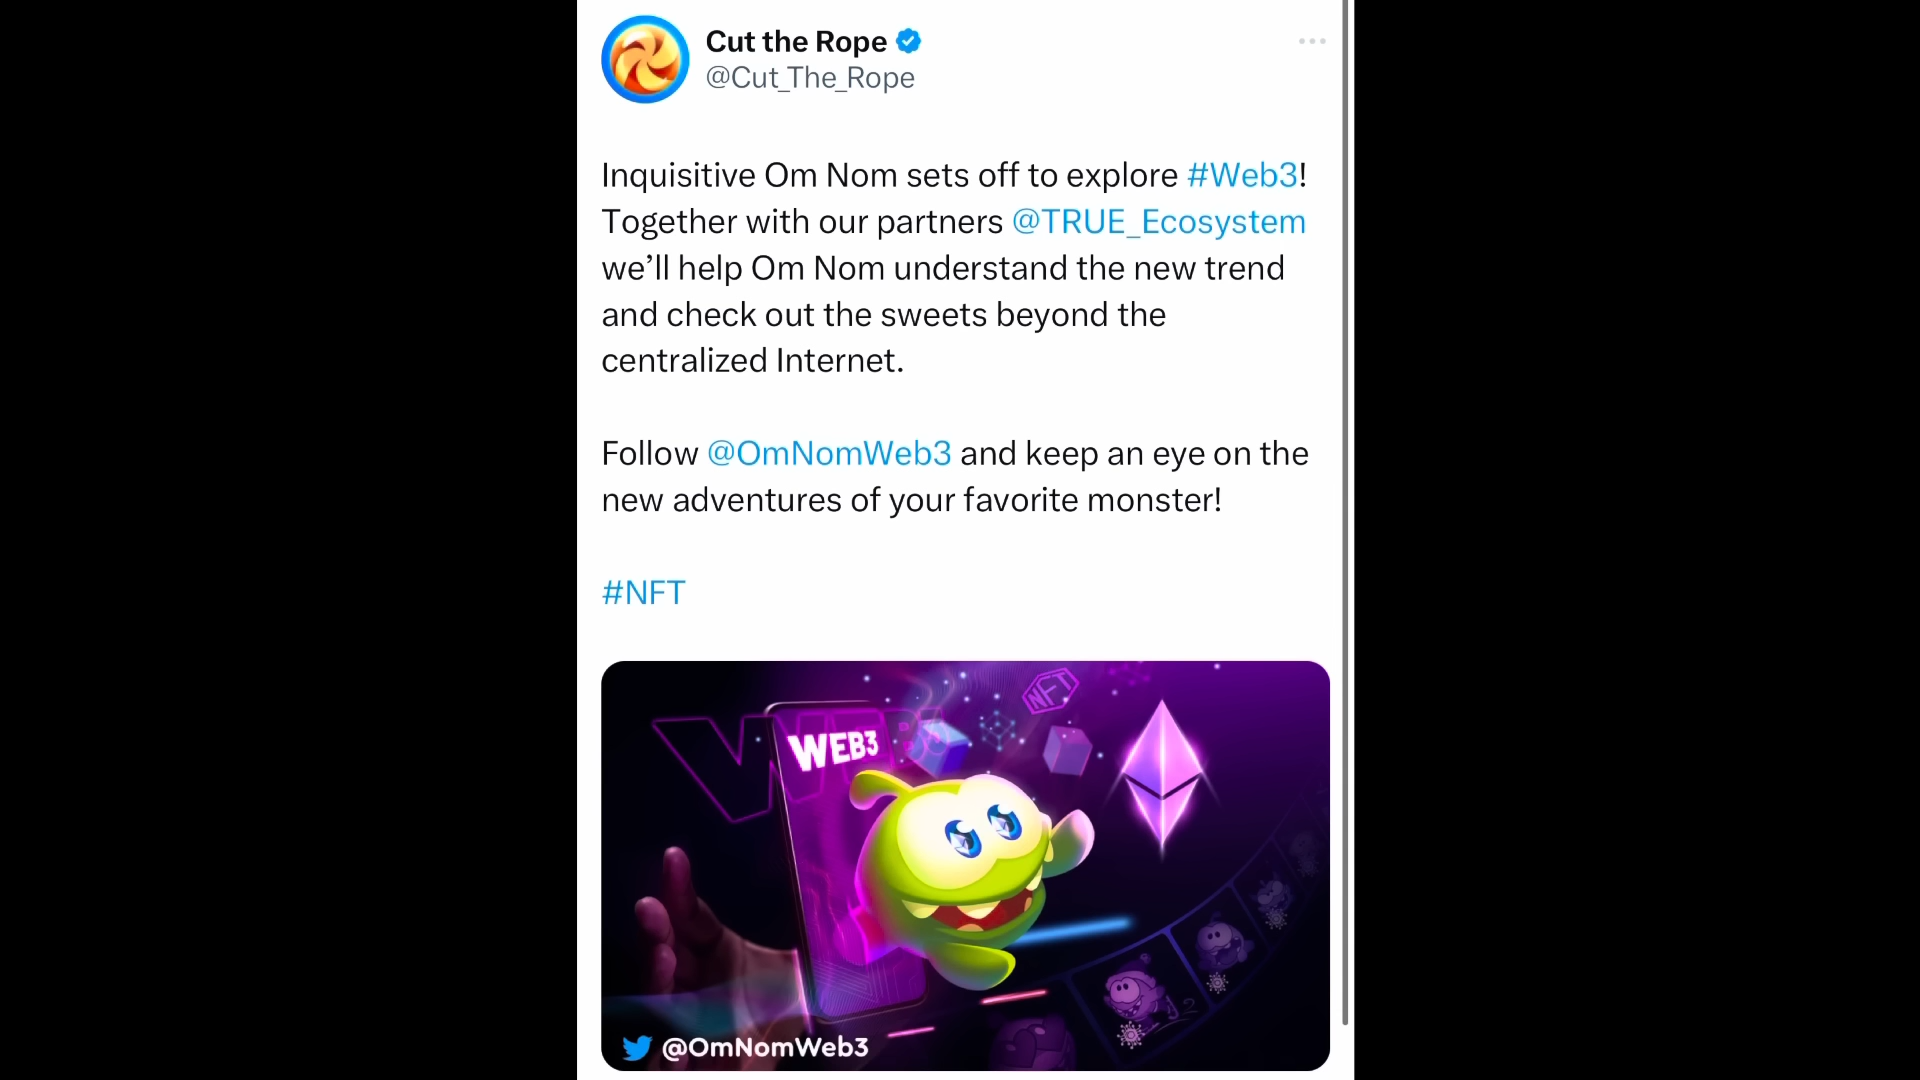 Cut the Rope
@Cut_The_Rope
Inquisitive Om Nom sets off to explore #Web3!
Together with our partners @TRUE_Ecosystem
we’ll help Om Nom understand the new trend
and check out the sweets beyond the
centralized Internet.
Follow @OmNomWeb3 and keep an eye on the
new adventures of your favorite monster!
#NFT
NFT
WEB3
WEB3
@OmNomWeb3